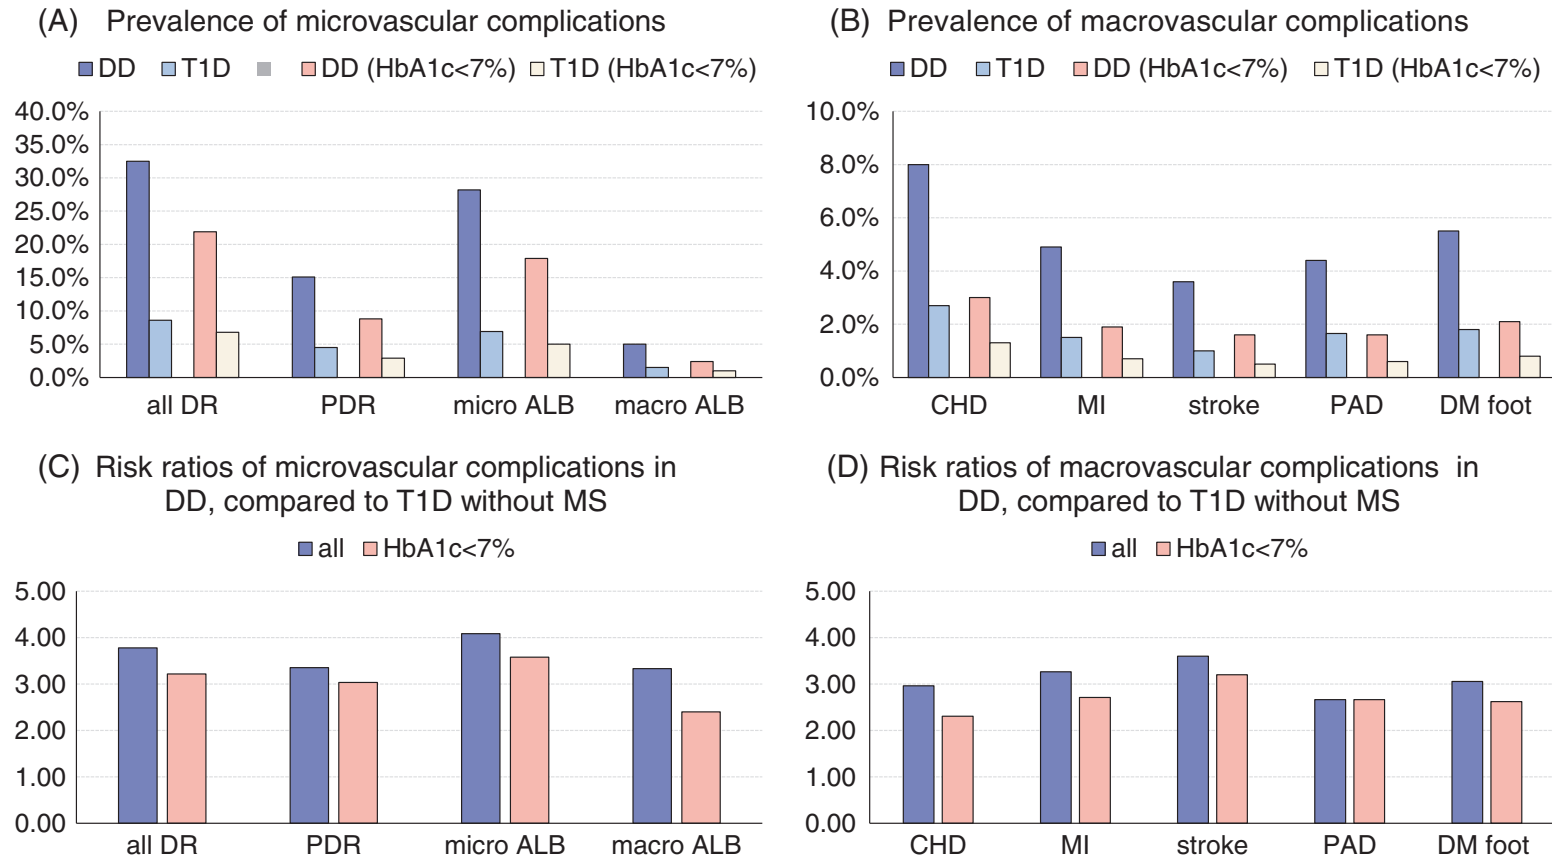 (A) Prevalence of microvascular complications
DD T1D DD (HbA1c<7%) T1D (HbA1c<7%)
40.0%
35.0%
30.0%
25.0%
20.0%
15.0%
10.0%
5.0%
0.0%
all DR PDR micro ALB macro ALB
(B) Prevalence of macrovascular complications
DD T1D DD (HbA1c<7%) T1D (HbA1c<7%)
10.0%
8.0%
6.0%
4.0%
2.0%
0.0%
CHD MI stroke PAD DM foot
(C) Risk ratios of microvascular complications in
DD, compared to T1D without MS
all HbA1c<7%
5.00
4.00
3.00
2.00
1.00
0.00
all DR PDR micro ALB macro ALB
(D) Risk ratios of macrovascular complications in
DD, compared to T1D without MS
all HbA1c<7%
5.00
4.00
3.00
2.00
1.00
0.00
CHD MI stroke PAD DM foot